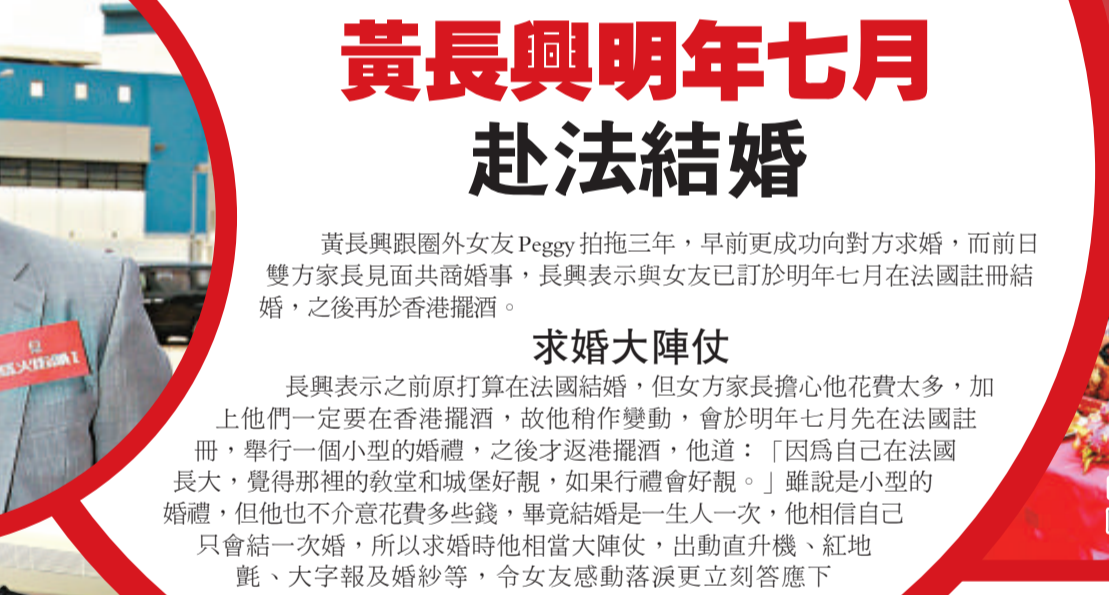 黃長興明年七月
赴法結婚
黃長興跟圈外女友Peggy拍拖三年，早前更成功向對方求婚，而前日
雙方家長見面共商婚事，長興表示與女友已訂於明年七月在法國註冊結
婚，之後再於香港擺酒。
求婚大陣仗
長興表示之前原打算在法國結婚，但女方家長擔心他花費太多，加
上他們一定要在香港擺酒，故他稍作變動，會於明年七月先在法國註
冊，舉行一個小型的婚禮，之後才返港擺酒，他道：「因為自己在法國
長大，覺得那裡的教堂和城堡好靚，如果行禮會好靚。」雖說是小型的
婚禮，但他也不介意花費多些錢，畢竟結婚是一生人一次，他相信自己
只會結一次婚，所以求婚時他相當大陣仗，出動直升機、紅地
氈、大字報及婚紗等，令女友感動落淚更立刻答應下